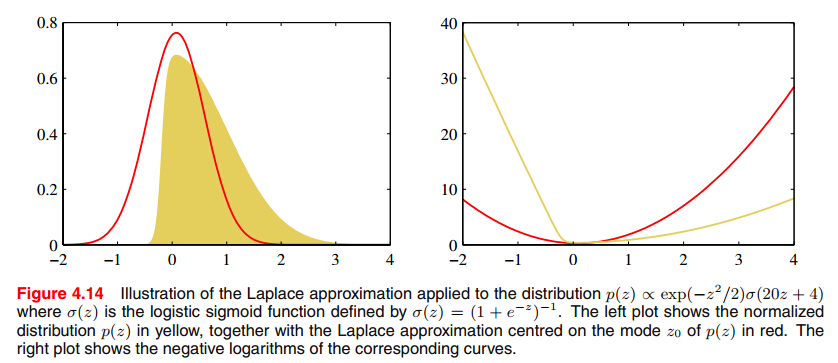 0.8
0.6
0.4
0.2
0
−2 −1 0 1 2 3 4
40
30
20
10
0
−2 −1 0 1 2 3 4
Figure 4.14 Illustration of the Laplace approximation applied to the distribution p(z) ∝ exp(−z²/2)σ(20z + 4)
where σ(z) is the logistic sigmoid function defined by σ(z) = (1 + e⁻ᶻ)⁻¹. The left plot shows the normalized
distribution p(z) in yellow, together with the Laplace approximation centred on the mode z₀ of p(z) in red. The
right plot shows the negative logarithms of the corresponding curves.